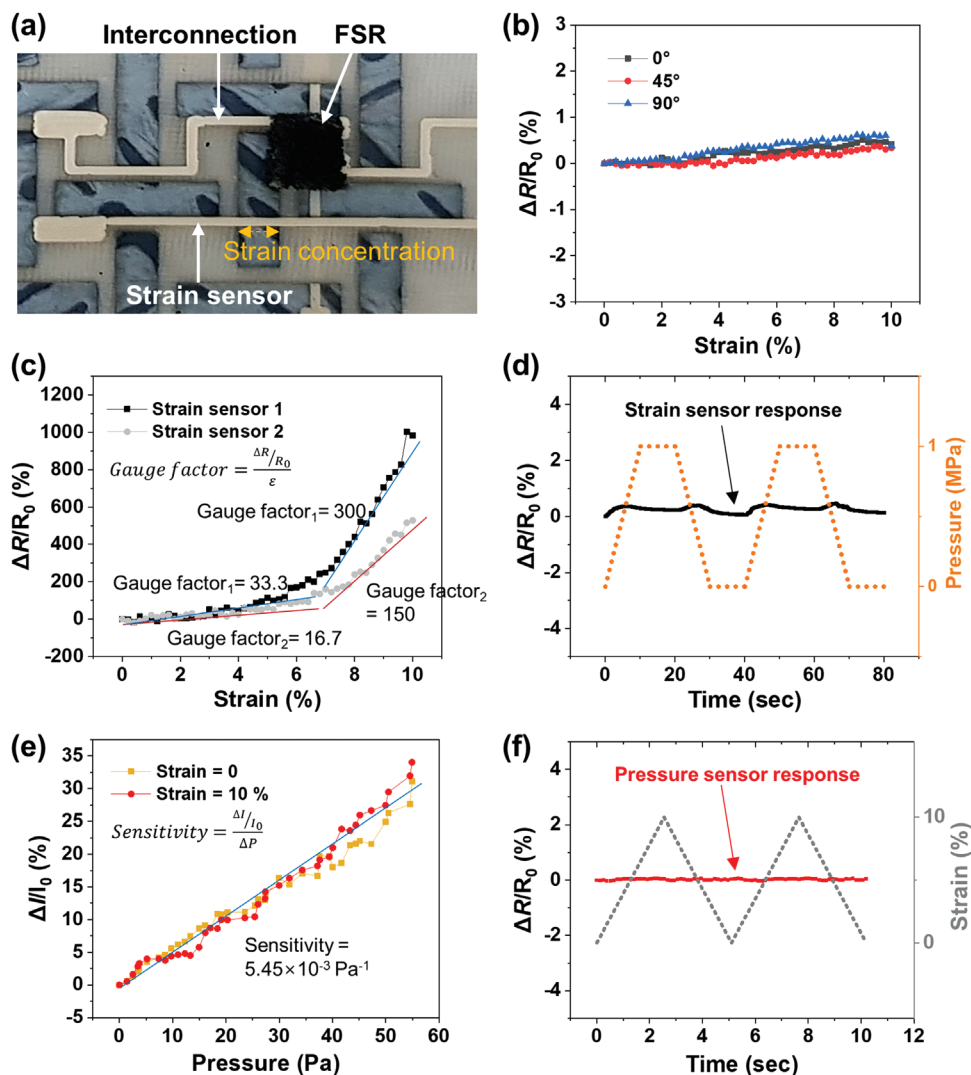 (a)
Interconnection
FSR
Strain concentration
Strain sensor
(b)
0°
45°
90°
3
2
1
0
-1
-2
-3
0 2 4 6 8 10
ΔR/R0 (%)
Strain (%)
(c)
Strain sensor 1
Strain sensor 2
Gauge factor = ΔR/R0 / ε
Gauge factor1= 300
Gauge factor1= 33.3
Gauge factor2
= 150
Gauge factor2= 16.7
1200
1000
800
600
400
200
0
-200
0 2 4 6 8 10
ΔR/R0 (%)
Strain (%)
(d)
Strain sensor response
4
2
0
-2
-4
1
0
0 20 40 60 80
ΔR/R0 (%)
Pressure (MPa)
Time (sec)
(e)
Strain = 0
Strain = 10 %
Sensitivity = ΔI/I0 / ΔP
Sensitivity =
5.45×10-3 Pa-1
35
30
25
20
15
10
5
0
-5
0 10 20 30 40 50 60
ΔI/I0 (%)
Pressure (Pa)
(f)
Pressure sensor response
4
2
0
-2
-4
10
0
0 2 4 6 8 10 12
ΔR/R0 (%)
Strain (%)
Time (sec)